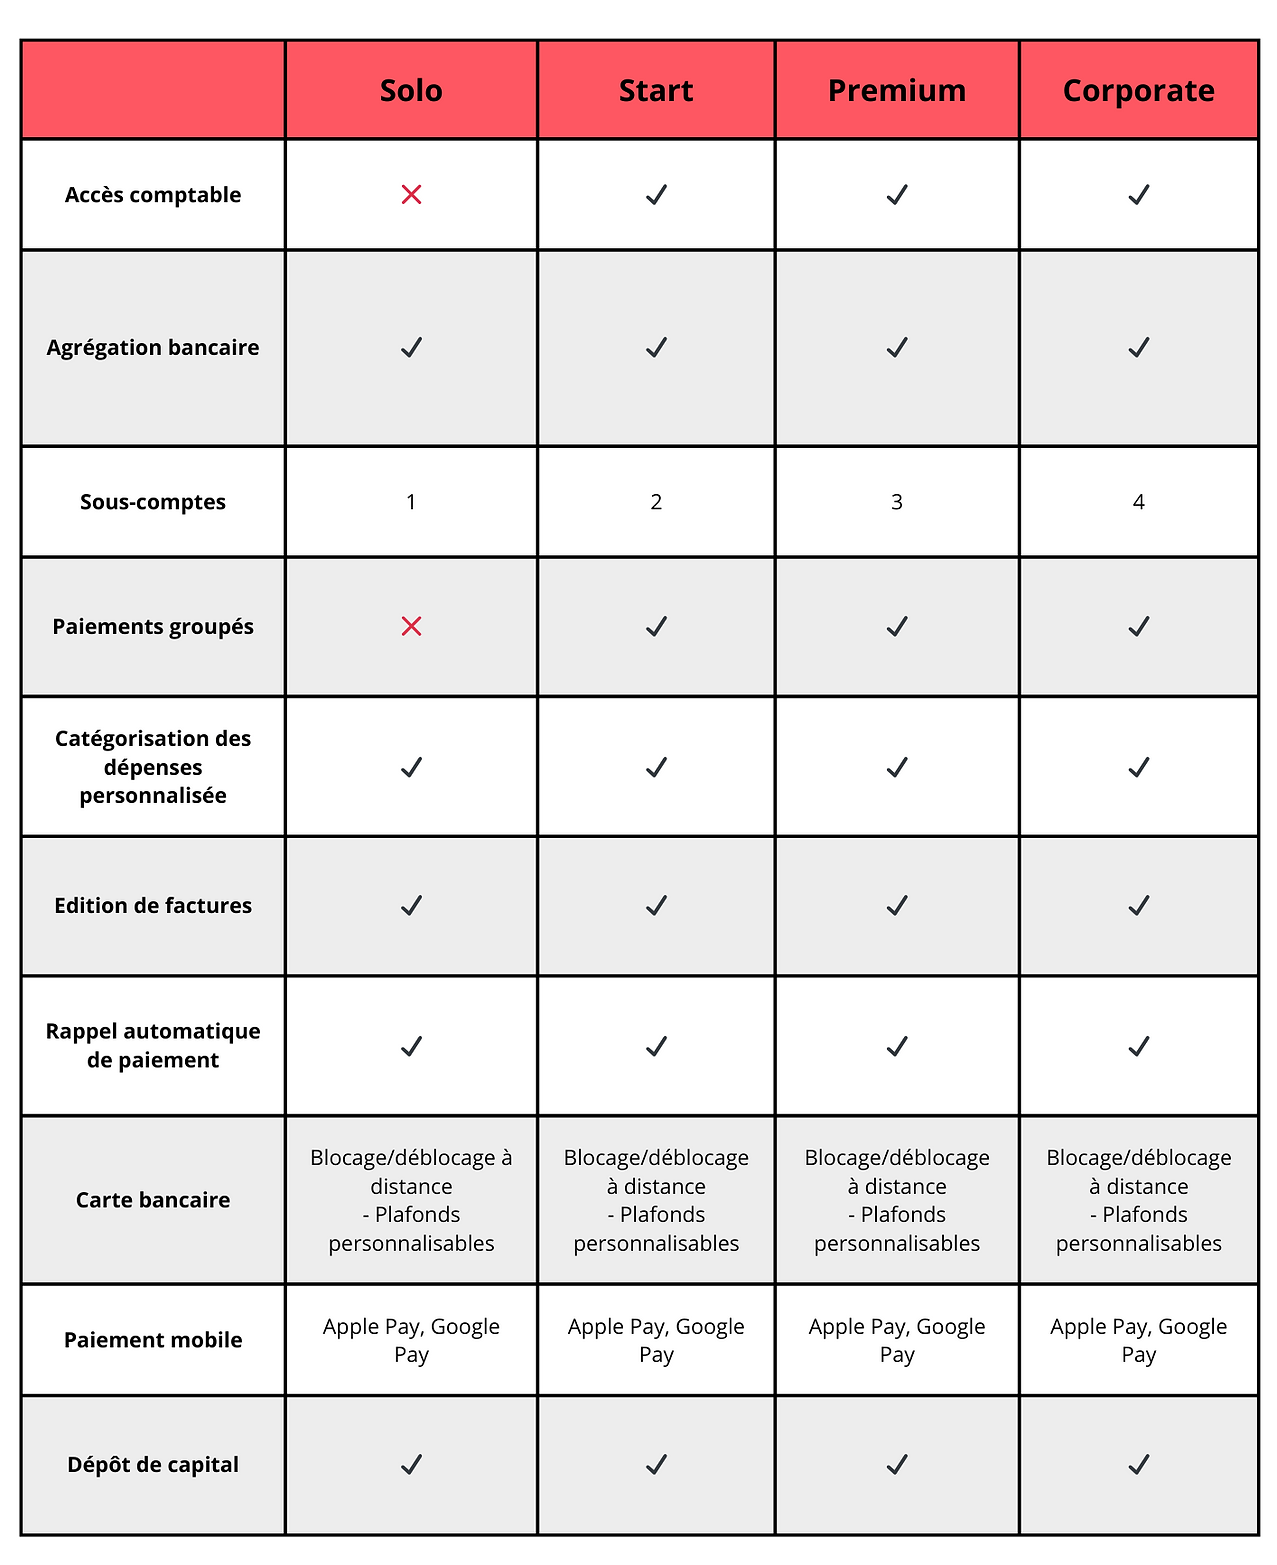 Solo Start Premium Corporate
Accès comptable
Agrégation bancaire
Sous-comptes 1 2 3 4
Paiements groupés
Catégorisation des
dépenses
personnalisée
Edition de factures
Rappel automatique
de paiement
Carte bancaire
Blocage/déblocage à
distance
- Plafonds
personnalisables
Blocage/déblocage
à distance
- Plafonds
personnalisables
Blocage/déblocage
à distance
- Plafonds
personnalisables
Blocage/déblocage
à distance
- Plafonds
personnalisables
Paiement mobile
Apple Pay, Google
Pay
Apple Pay, Google
Pay
Apple Pay, Google
Pay
Apple Pay, Google
Pay
Dépôt de capital